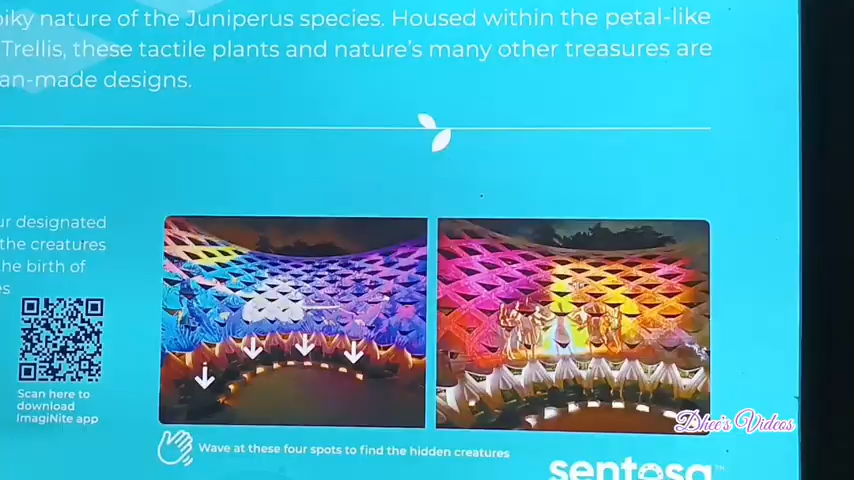 piky nature of the Juniperus species. Housed within the petal-like
Trellis, these tactile plants and nature's many other treasures are
an-made designs.
ur designated
the creatures
he birth of
es
Scan here to
download
ImagiNite app
Wave at these four spots to find the hidden creatures
sentosa™
Dhee's Videos